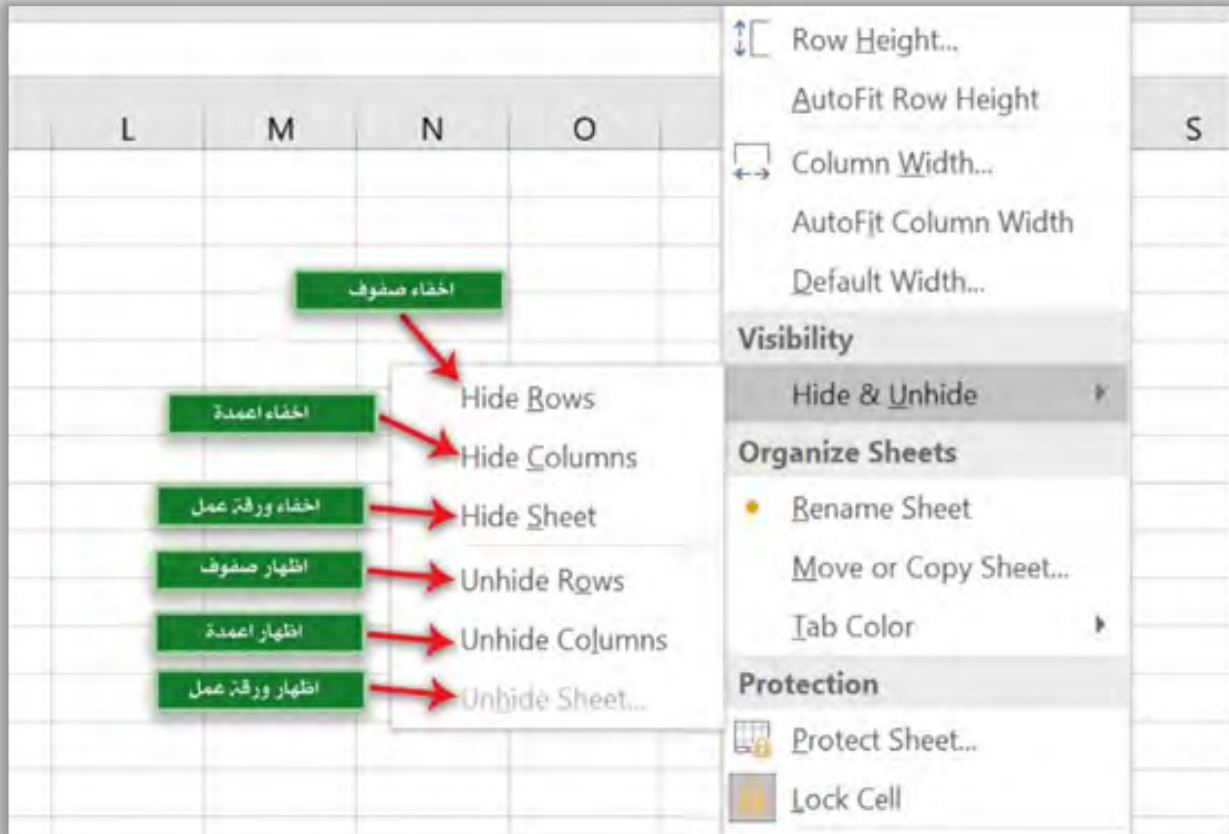 L M N O S
Row Height...
AutoFit Row Height
Column Width...
AutoFit Column Width
Default Width...
Visibility
Hide & Unhide
Organize Sheets
Rename Sheet
Move or Copy Sheet...
Tab Color
Protection
Protect Sheet...
Lock Cell
اخفاء صفوف
Hide Rows
اخفاء اعمدة
Hide Columns
اخفاء ورقة عمل
Hide Sheet
اظهار صفوف
Unhide Rows
اظهار اعمدة
Unhide Columns
اظهار ورقة عمل
Unhide Sheet...